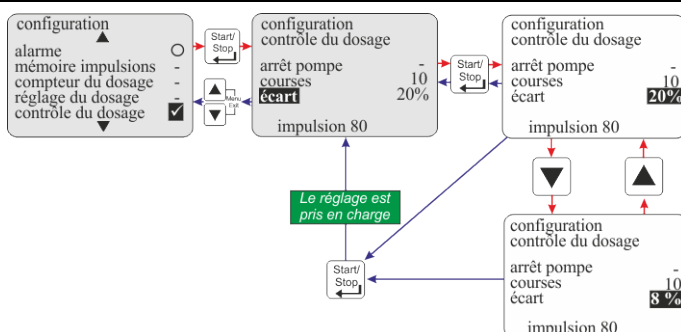 configuration
alarme
mémoire impulsions -
compteur du dosage -
réglage du dosage -
contrôle du dosage
Start/
Stop
Menu
Exit
configuration
contrôle du dosage
arrêt pompe -
courses 10
écart 20%
impulsion 80
Start/
Stop
configuration
contrôle du dosage
arrêt pompe -
courses 10
écart 20%
impulsion 80
Le réglage est
pris en charge
Start/
Stop
configuration
contrôle du dosage
arrêt pompe -
courses 10
écart 8 %
impulsion 80